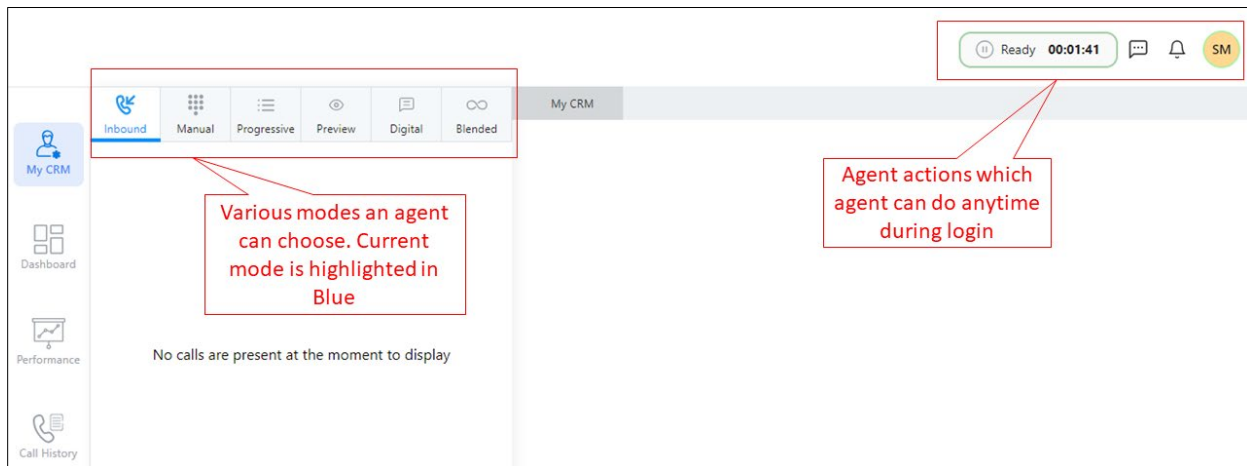 Ready 00:01:41
SM
Inbound Manual Progressive Preview Digital Blended
My CRM
My CRM
Various modes an agent
can choose. Current
mode is highlighted in
Blue
Agent actions which
agent can do anytime
during login
Dashboard
No calls are present at the moment to display
Performance
Call History